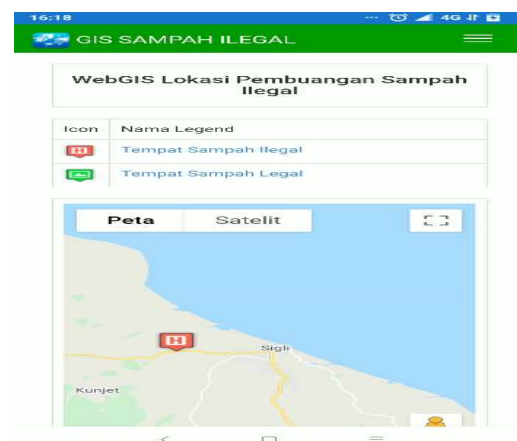 16:18
4G
GIS SAMPAH ILEGAL
WebGIS Lokasi Pembuangan Sampah
Ilegal
Icon Nama Legend
H Tempat Sampah Ilegal
Tempat Sampah Legal
Peta Satelit
H
Sigli
Kunjet